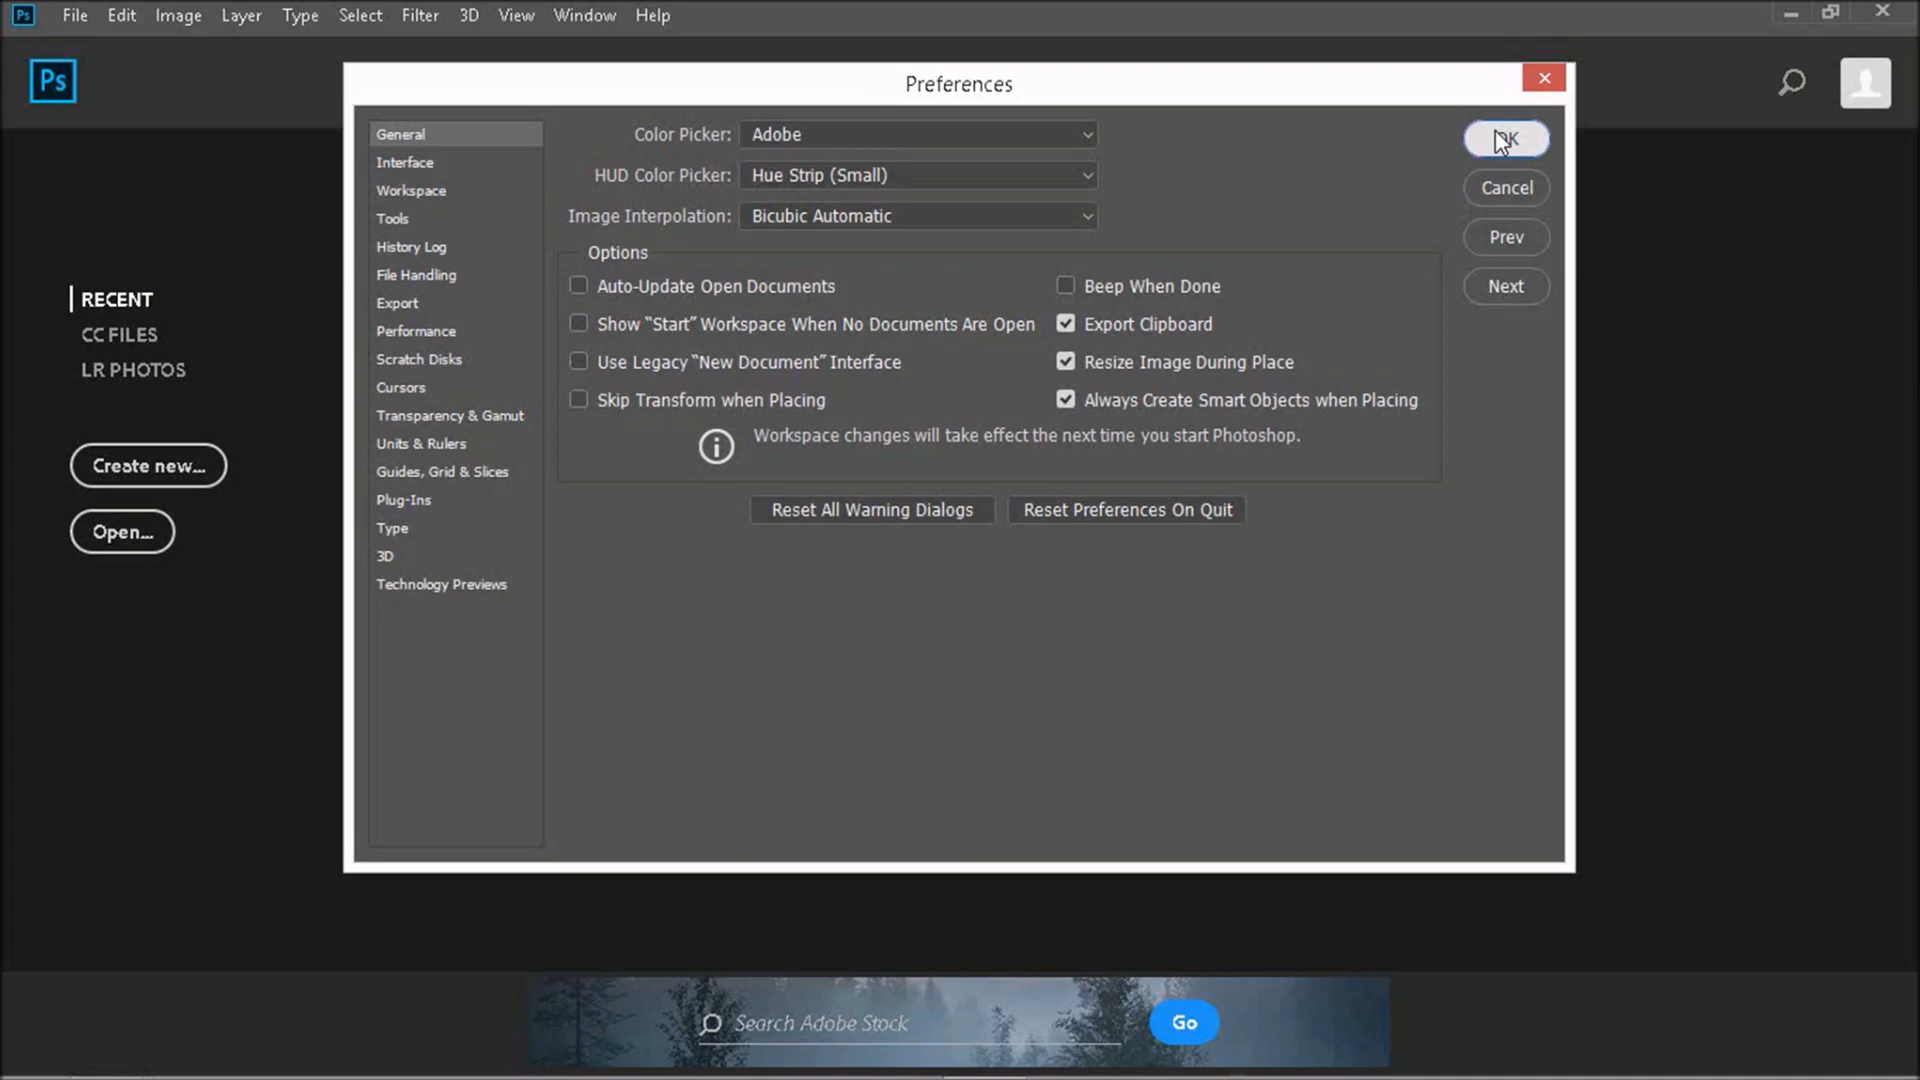 Ps File Edit Image Layer Type Select Filter 3D View Window Help
Ps
Preferences
General
Interface
Workspace
Tools
History Log
File Handling
Export
Performance
Scratch Disks
Cursors
Transparency & Gamut
Units & Rulers
Guides, Grid & Slices
Plug-Ins
Type
3D
Technology Previews
Color Picker: Adobe
HUD Color Picker: Hue Strip (Small)
Image Interpolation: Bicubic Automatic
Options
Auto-Update Open Documents
Show “Start” Workspace When No Documents Are Open
Use Legacy “New Document” Interface
Skip Transform when Placing
Beep When Done
Export Clipboard
Resize Image During Place
Always Create Smart Objects when Placing
Workspace changes will take effect the next time you start Photoshop.
Reset All Warning Dialogs Reset Preferences On Quit
OK
Cancel
Prev
Next
RECENT
CC FILES
LR PHOTOS
Create new...
Open...
Search Adobe Stock Go